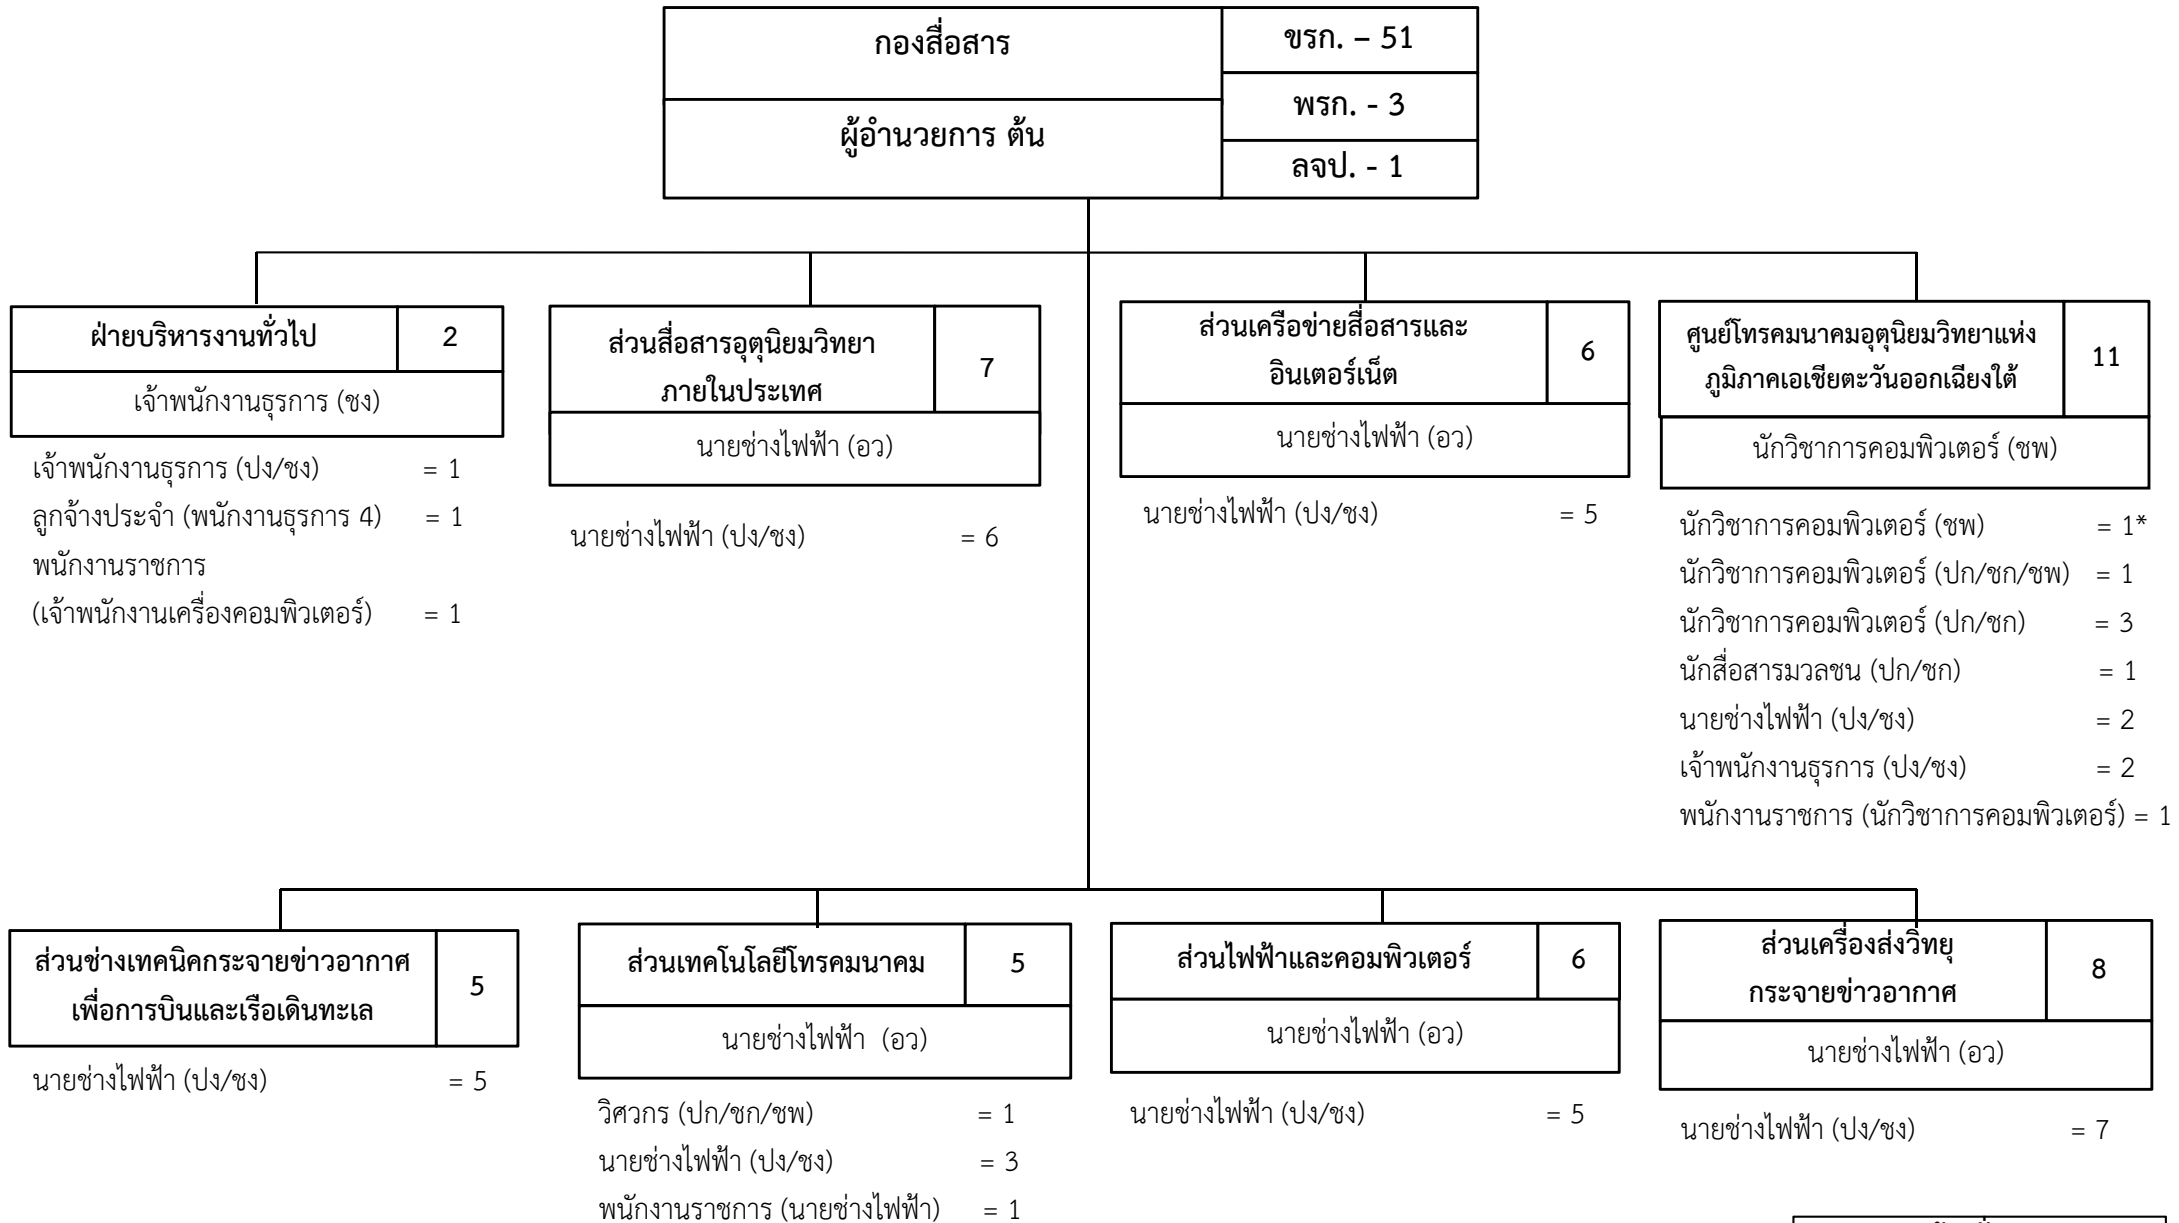 กองสื่อสาร
ขรก. – 51
พรก. - 3
ผู้อำนวยการ ต้น
ลจป. - 1
ฝ่ายบริหารงานทั่วไป 2
เจ้าพนักงานธุรการ (ชง)
เจ้าพนักงานธุรการ (ปง/ชง) = 1
ลูกจ้างประจำ (พนักงานธุรการ 4) = 1
พนักงานราชการ
(เจ้าพนักงานเครื่องคอมพิวเตอร์) = 1
ส่วนสื่อสารอุตุนิยมวิทยา
ภายในประเทศ
7
นายช่างไฟฟ้า (อว)
นายช่างไฟฟ้า (ปง/ชง) = 6
ส่วนเครือข่ายสื่อสารและ
อินเตอร์เน็ต
6
นายช่างไฟฟ้า (อว)
นายช่างไฟฟ้า (ปง/ชง) = 5
ศูนย์โทรคมนาคมอุตุนิยมวิทยาแห่ง
ภูมิภาคเอเชียตะวันออกเฉียงใต้
11
นักวิชาการคอมพิวเตอร์ (ชพ)
นักวิชาการคอมพิวเตอร์ (ชพ) = 1*
นักวิชาการคอมพิวเตอร์ (ปก/ชก/ชพ) = 1
นักวิชาการคอมพิวเตอร์ (ปก/ชก) = 3
นักสื่อสารมวลชน (ปก/ชก) = 1
นายช่างไฟฟ้า (ปง/ชง) = 2
เจ้าพนักงานธุรการ (ปง/ชง) = 2
พนักงานราชการ (นักวิชาการคอมพิวเตอร์) = 1
ส่วนช่างเทคนิคกระจายข่าวอากาศ
เพื่อการบินและเรือเดินทะเล
5
นายช่างไฟฟ้า (ปง/ชง) = 5
ส่วนเทคโนโลยีโทรคมนาคม 5
นายช่างไฟฟ้า (อว)
วิศวกร (ปก/ชก/ชพ) = 1
นายช่างไฟฟ้า (ปง/ชง) = 3
พนักงานราชการ (นายช่างไฟฟ้า) = 1
ส่วนไฟฟ้าและคอมพิวเตอร์ 6
นายช่างไฟฟ้า (อว)
นายช่างไฟฟ้า (ปง/ชง) = 5
ส่วนเครื่องส่งวิทยุ
กระจายข่าวอากาศ
8
นายช่างไฟฟ้า (อว)
นายช่างไฟฟ้า (ปง/ชง) = 7